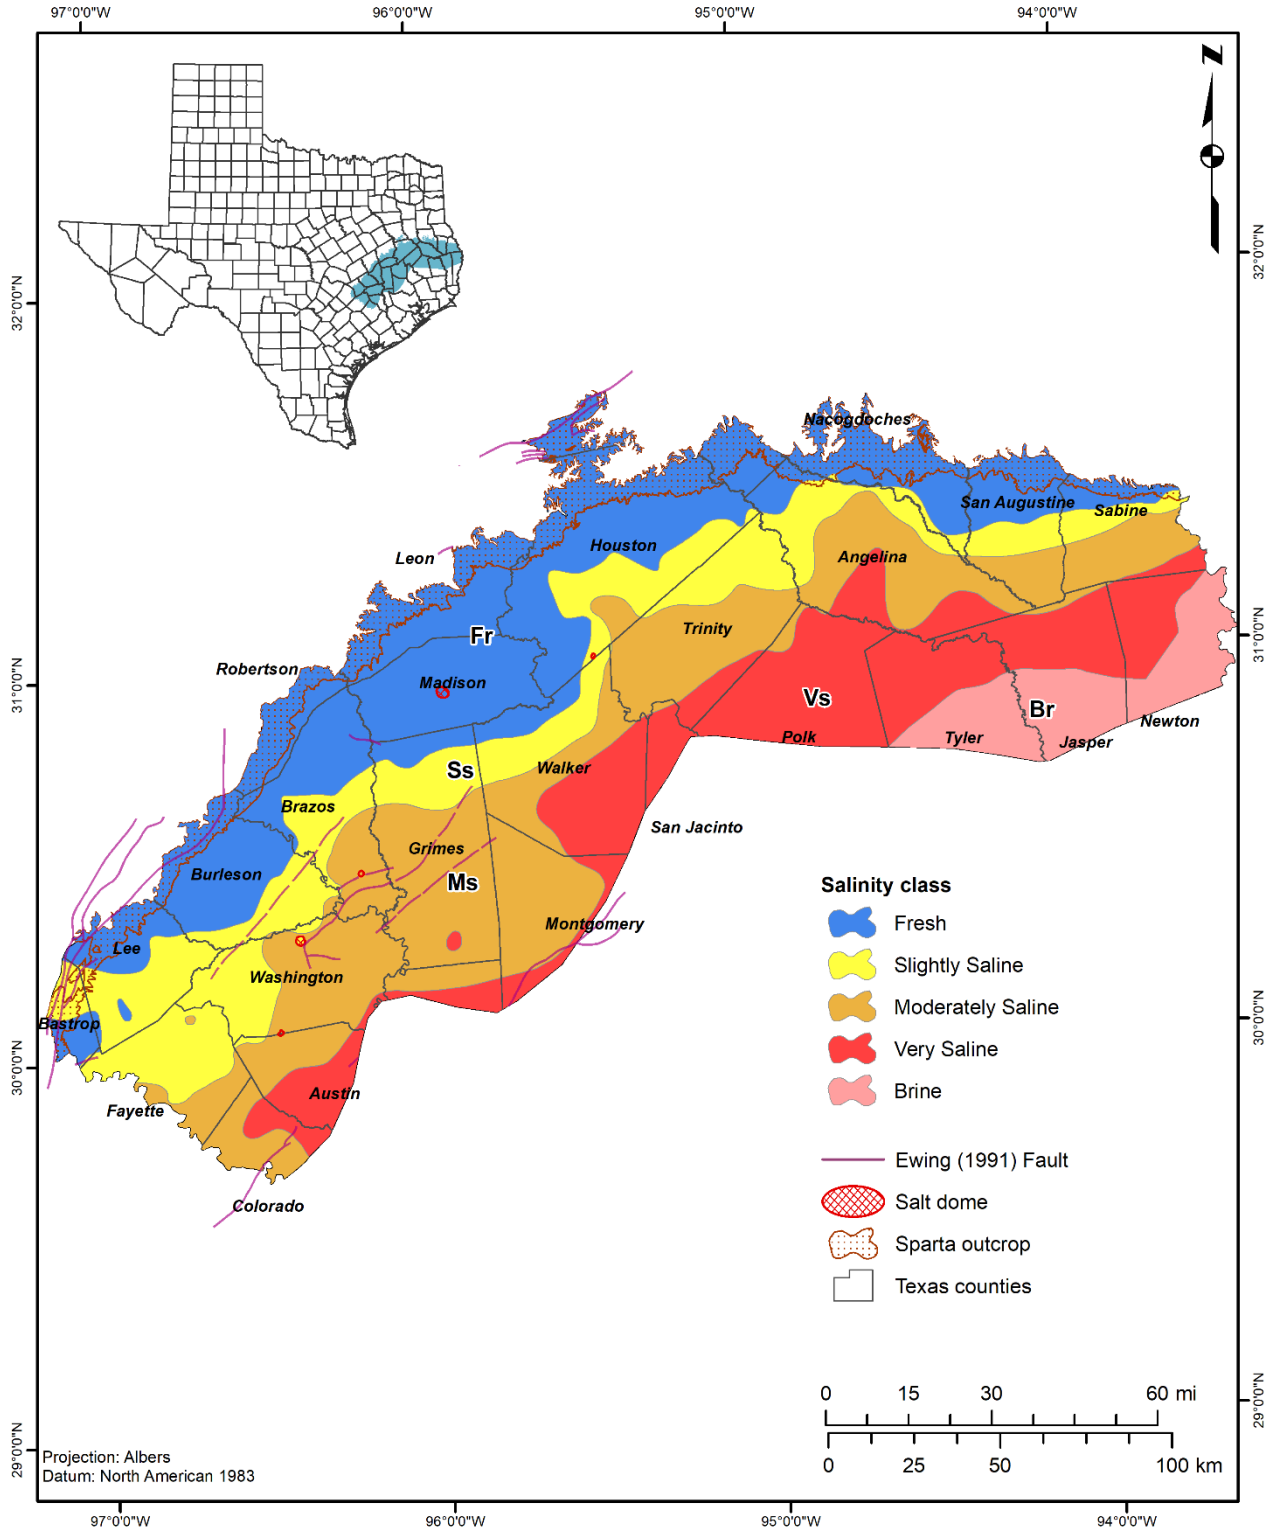 97°0'0"W 96°0'0"W 95°0'0"W 94°0'0"W
N
32°0'0"N
32°0'0"N
Nacogdoches
San Augustine
Sabine
Houston
Leon
Angelina
Trinity
Fr
31°0'0"N
Robertson
Madison
31°0'0"N
Vs
Br
Newton
Polk
Tyler
Jasper
Ss
Walker
Brazos
San Jacinto
Grimes
Burleson
Ms
Montgomery
Lee
Washington
Bastrop
30°0'0"N
30°0'0"N
Austin
Fayette
Colorado
Salinity class
Fresh
Slightly Saline
Moderately Saline
Very Saline
Brine
Ewing (1991) Fault
Salt dome
Sparta outcrop
Texas counties
0 15 30 60 mi
0 25 50 100 km
29°0'0"N
29°0'0"N
Projection: Albers
Datum: North American 1983
97°0'0"W 96°0'0"W 95°0'0"W 94°0'0"W